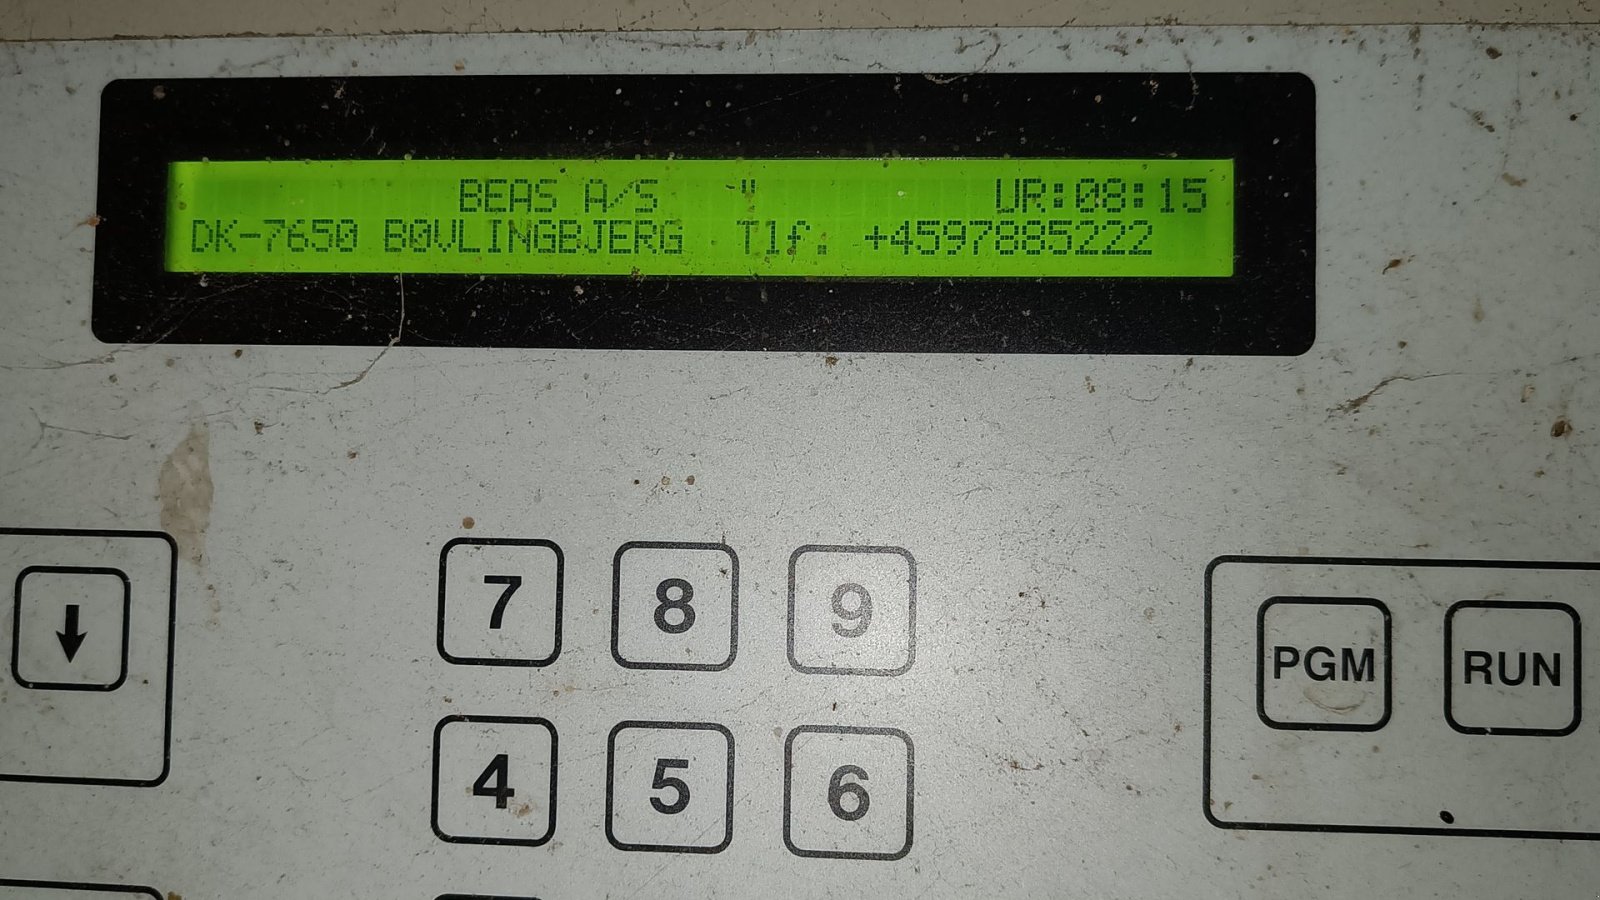 BEAS A/S " UR:08:15
DK-7650 BØVLINGBJERG Tlf. +4597885222
↓
7 8 9
PGM RUN
4 5 6